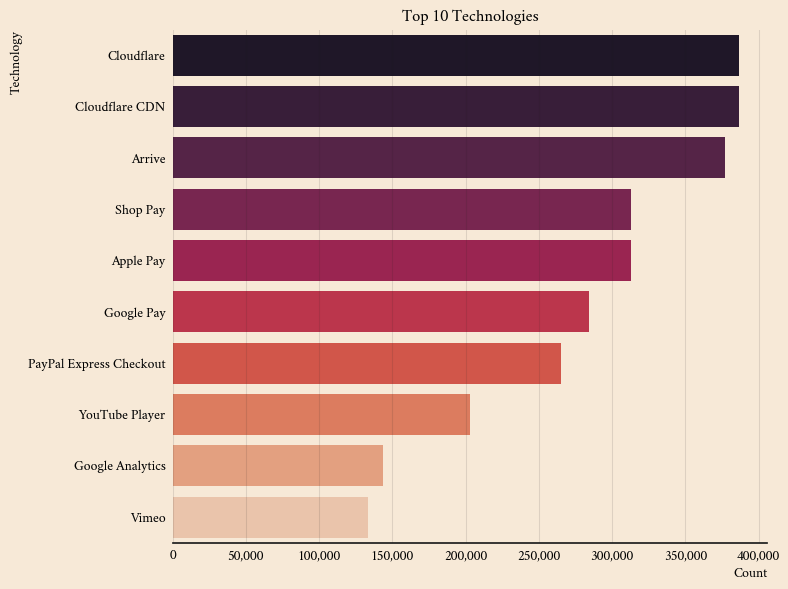 Top 10 Technologies
Technology
Cloudflare
Cloudflare CDN
Arrive
Shop Pay
Apple Pay
Google Pay
PayPal Express Checkout
YouTube Player
Google Analytics
Vimeo
0 50,000 100,000 150,000 200,000 250,000 300,000 350,000 400,000
Count